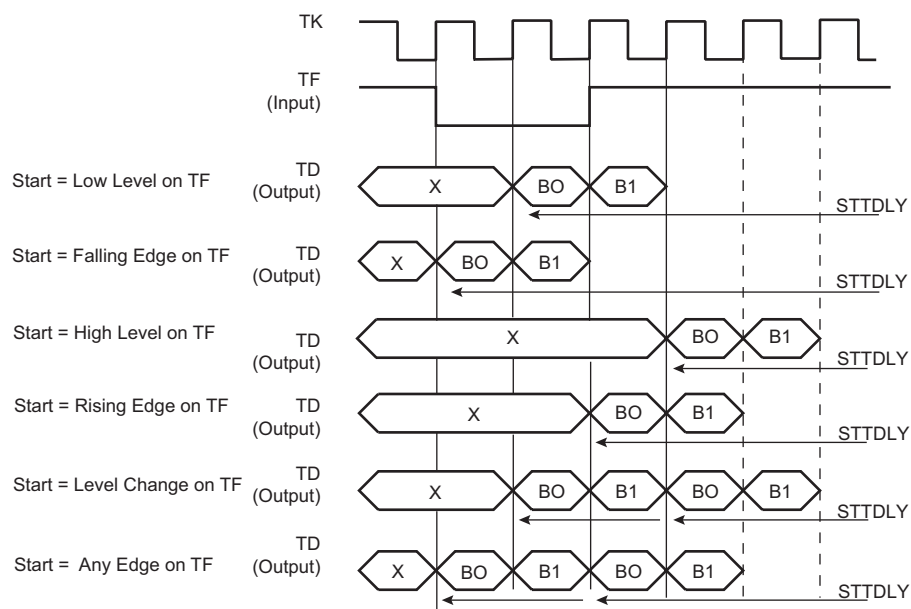 TK
TF
(Input)
Start = Low Level on TF
TD
(Output)
X
BO
B1
STTDLY
Start = Falling Edge on TF
TD
(Output)
X
BO
B1
STTDLY
Start = High Level on TF
TD
(Output)
X
BO
B1
STTDLY
Start = Rising Edge on TF
TD
(Output)
X
BO
B1
STTDLY
Start = Level Change on TF
TD
(Output)
X
BO
B1
BO
B1
STTDLY
Start = Any Edge on TF
TD
(Output)
X
BO
B1
BO
B1
STTDLY